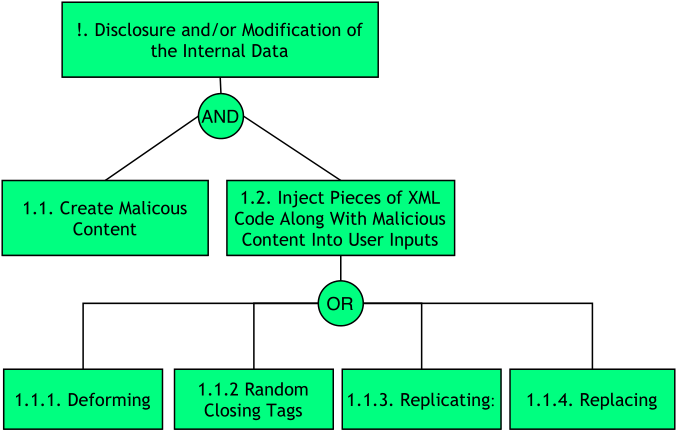 !. Disclosure and/or Modification of
the Internal Data
AND
1.1. Create Malicous
Content
1.2. Inject Pieces of XML
Code Along With Malicious
Content Into User Inputs
OR
1.1.1. Deforming
1.1.2 Random
Closing Tags
1.1.3. Replicating:
1.1.4. Replacing